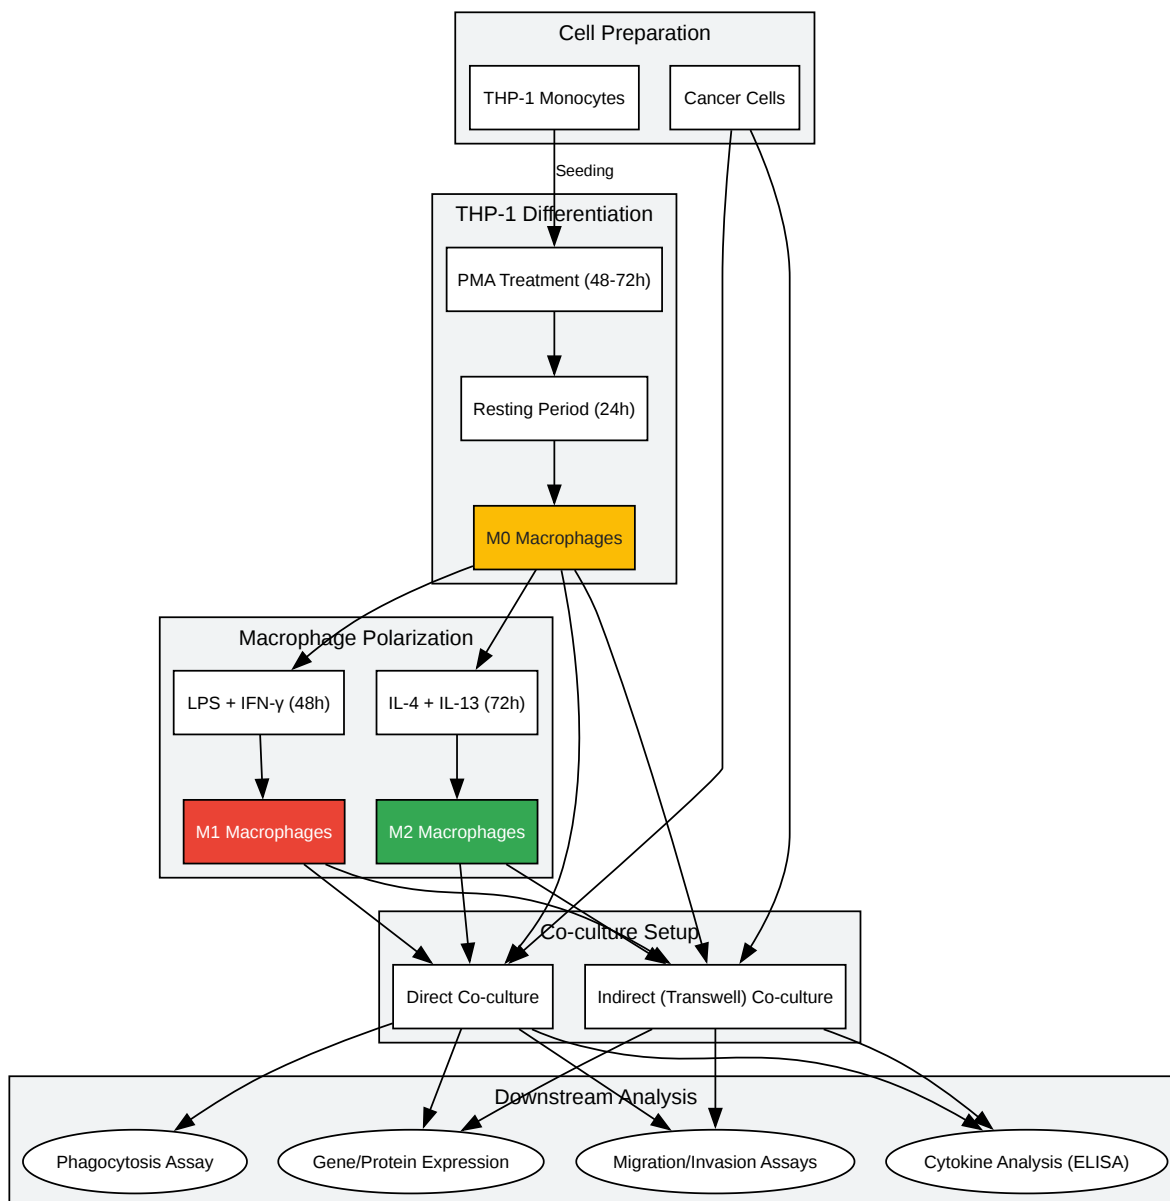 Cell Preparation
THP-1 Monocytes
Cancer Cells
Seeding
THP-1 Differentiation
PMA Treatment (48-72h)
Resting Period (24h)
M0 Macrophages
Macrophage Polarization
LPS + IFN-γ (48h)
IL-4 + IL-13 (72h)
M1 Macrophages
M2 Macrophages
Co-culture Setup
Direct Co-culture
Indirect (Transwell) Co-culture
Downstream Analysis
Phagocytosis Assay
Gene/Protein Expression
Migration/Invasion Assays
Cytokine Analysis (ELISA)